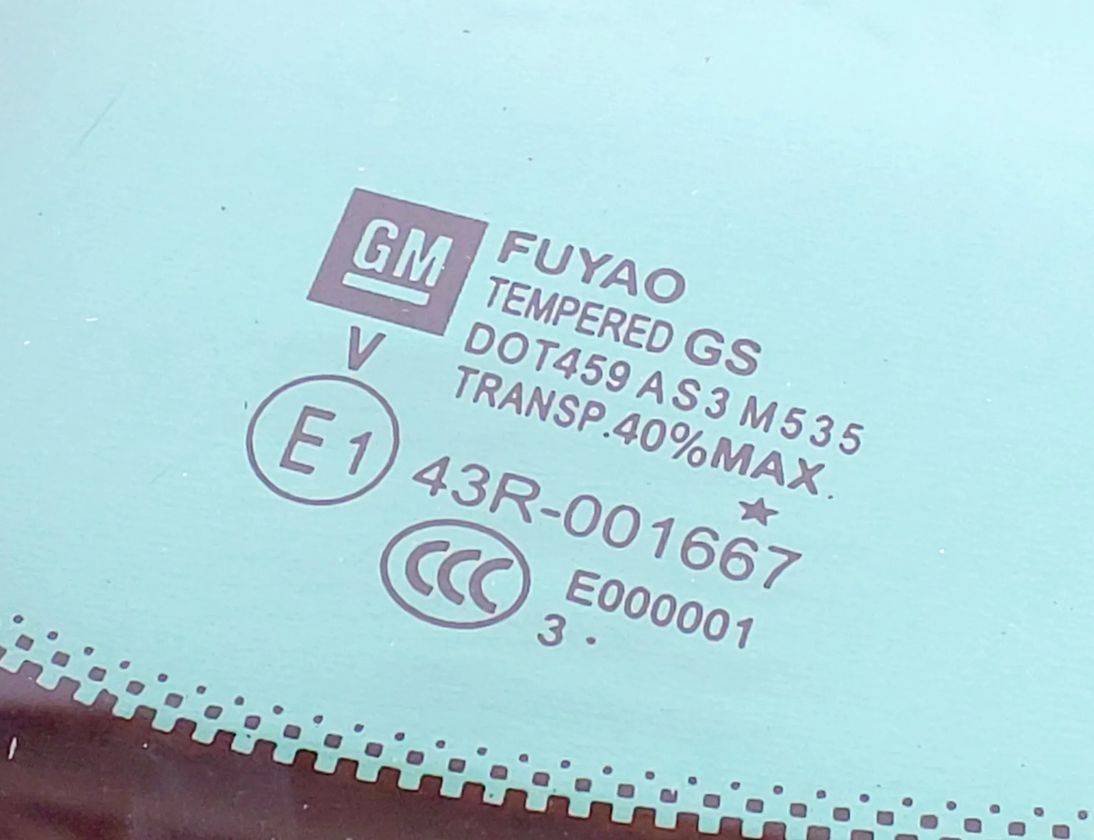 GM
FUYAO
TEMPERED GS
DOT459 AS3 M535
TRANSP.40%MAX.
V
E1
43R-001667
★
CCC
E000001
3 ·